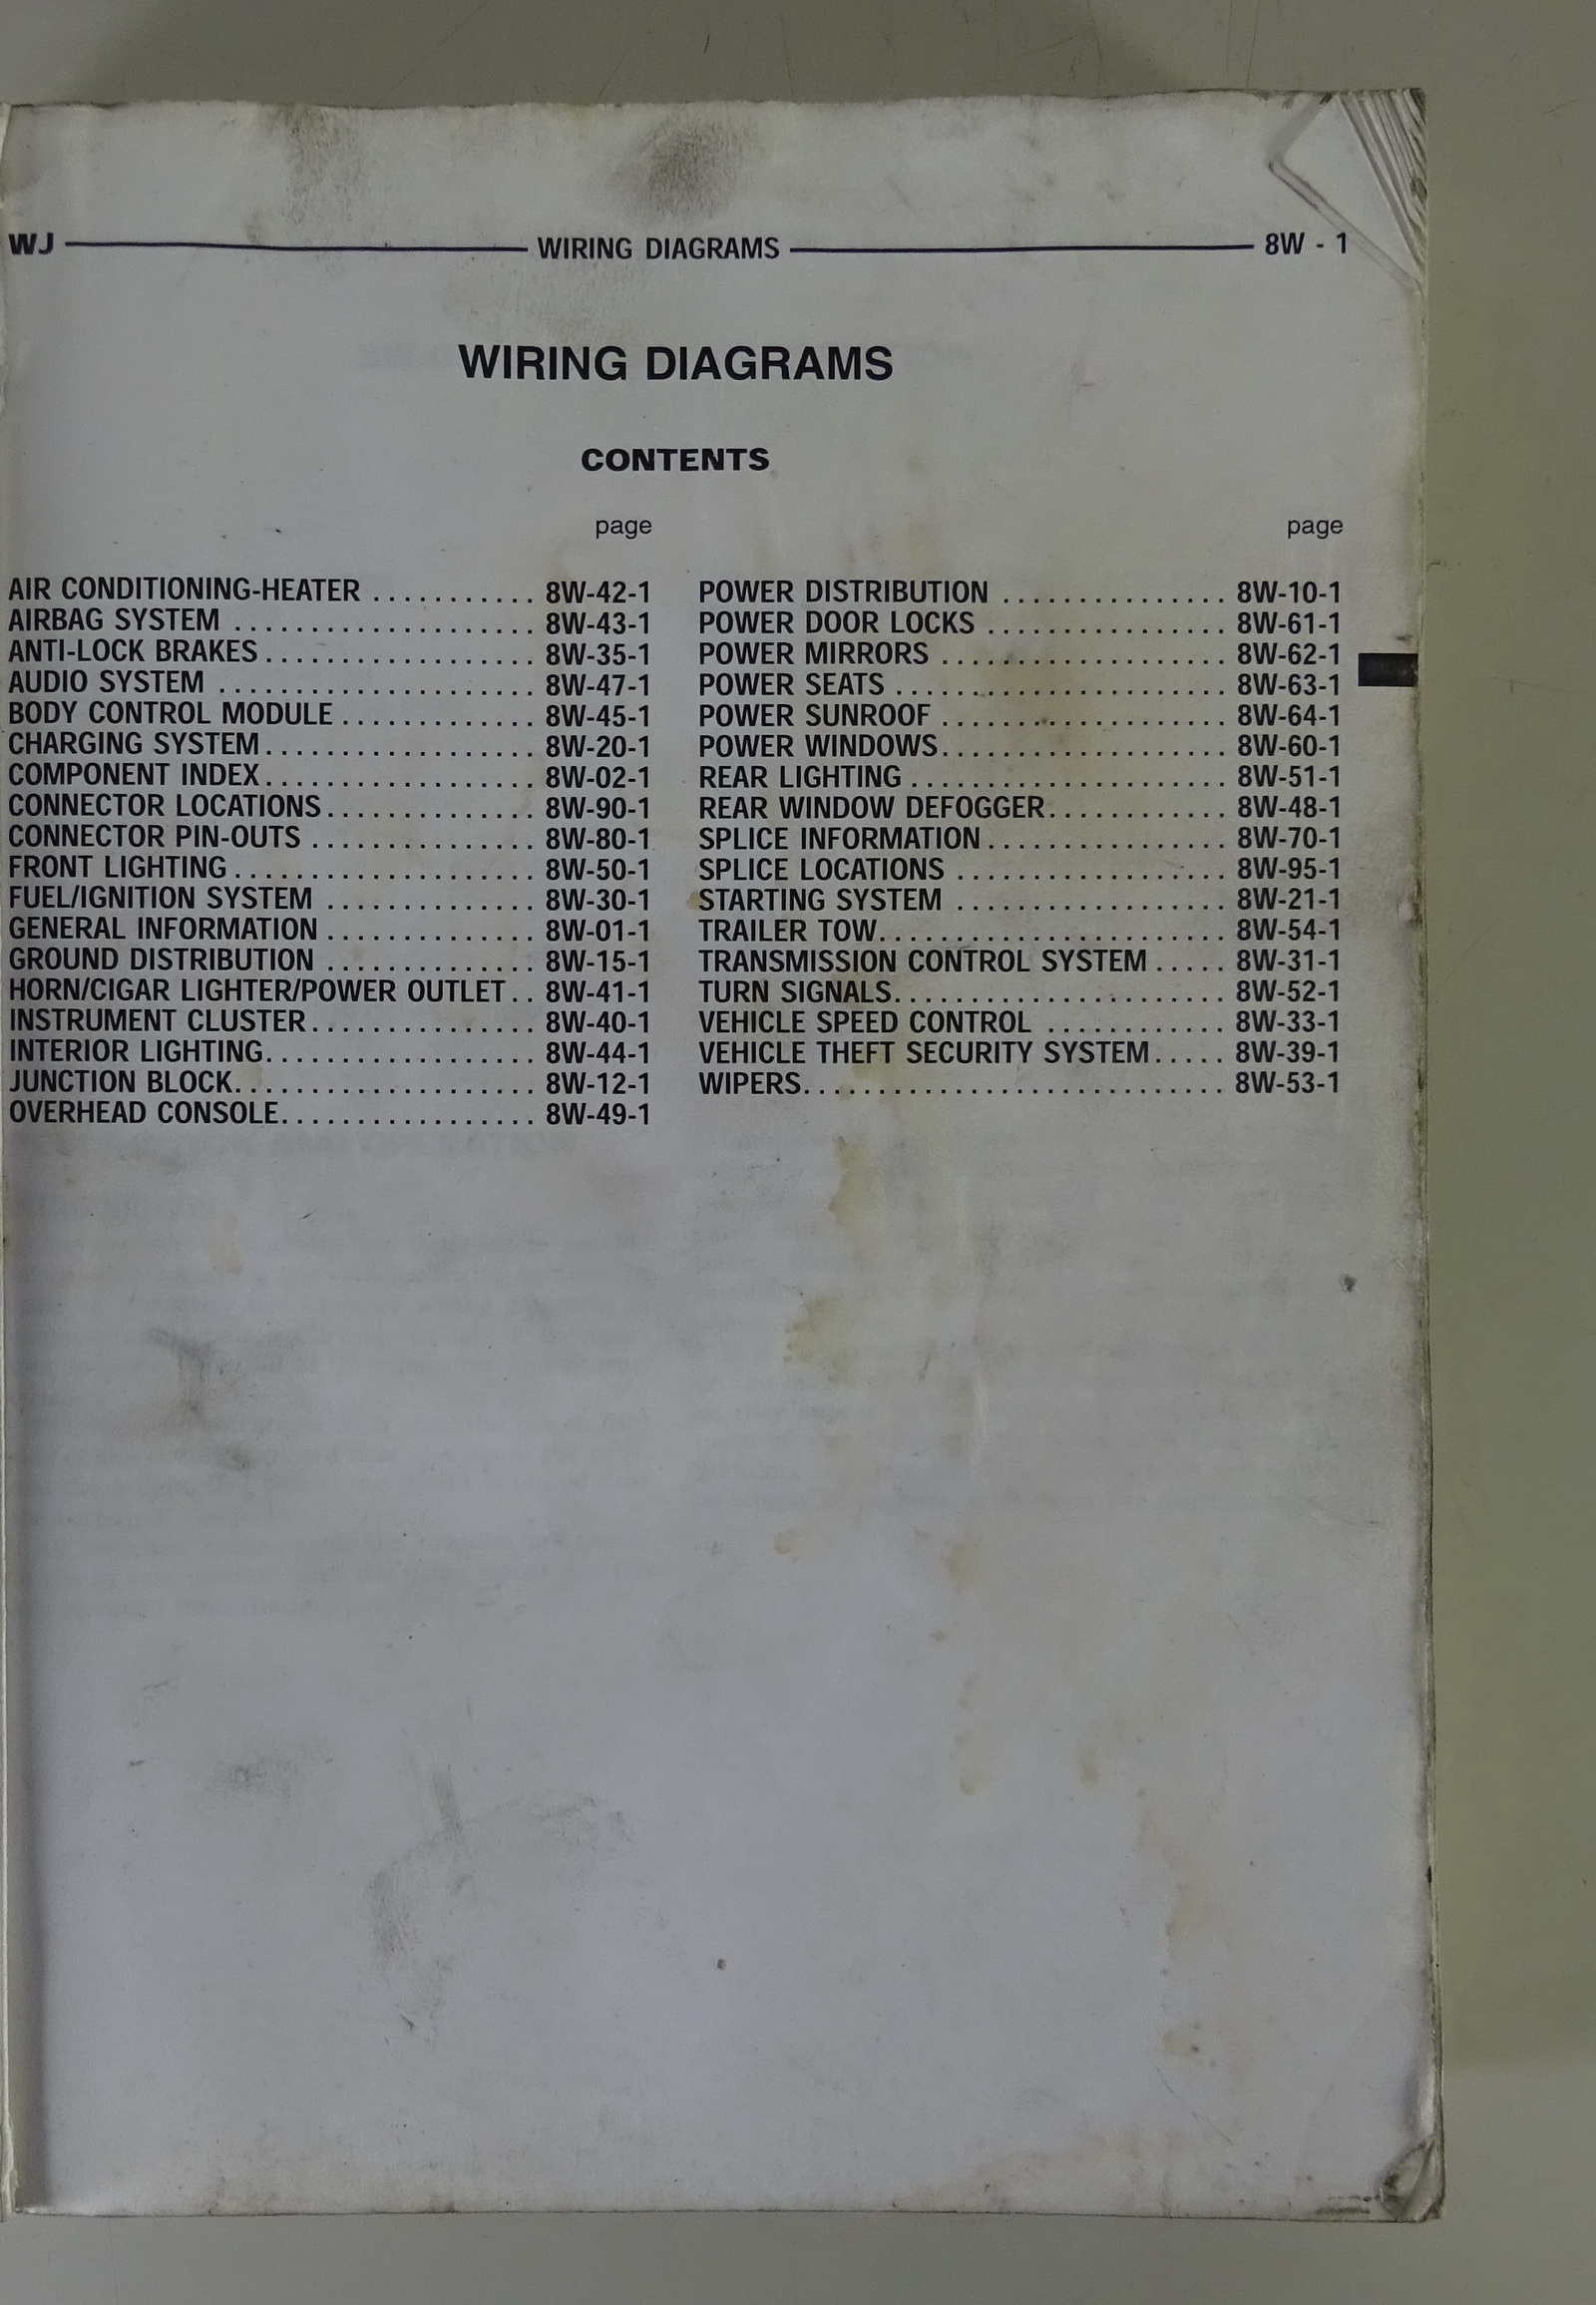 WJ WIRING DIAGRAMS 8W - 1
WIRING DIAGRAMS
CONTENTS
page
AIR CONDITIONING-HEATER . . . . . . . . . . . 8W-42-1
AIRBAG SYSTEM . . . . . . . . . . . . . . . . . . . . 8W-43-1
ANTI-LOCK BRAKES . . . . . . . . . . . . . . . . . . 8W-35-1
AUDIO SYSTEM . . . . . . . . . . . . . . . . . . . . . 8W-47-1
BODY CONTROL MODULE . . . . . . . . . . . . . 8W-45-1
CHARGING SYSTEM . . . . . . . . . . . . . . . . . . 8W-20-1
COMPONENT INDEX . . . . . . . . . . . . . . . . . . 8W-02-1
CONNECTOR LOCATIONS . . . . . . . . . . . . . . 8W-90-1
CONNECTOR PIN-OUTS . . . . . . . . . . . . . . . 8W-80-1
FRONT LIGHTING . . . . . . . . . . . . . . . . . . . . 8W-50-1
FUEL/IGNITION SYSTEM . . . . . . . . . . . . . . 8W-30-1
GENERAL INFORMATION . . . . . . . . . . . . . . 8W-01-1
GROUND DISTRIBUTION . . . . . . . . . . . . . . 8W-15-1
HORN/CIGAR LIGHTER/POWER OUTLET . . 8W-41-1
INSTRUMENT CLUSTER . . . . . . . . . . . . . . . 8W-40-1
INTERIOR LIGHTING . . . . . . . . . . . . . . . . . . 8W-44-1
JUNCTION BLOCK . . . . . . . . . . . . . . . . . . . . 8W-12-1
OVERHEAD CONSOLE . . . . . . . . . . . . . . . . . 8W-49-1
page
POWER DISTRIBUTION . . . . . . . . . . . . . . . 8W-10-1
POWER DOOR LOCKS . . . . . . . . . . . . . . . . 8W-61-1
POWER MIRRORS . . . . . . . . . . . . . . . . . . . 8W-62-1
POWER SEATS . . . . . . . . . . . . . . . . . . . . . . 8W-63-1
POWER SUNROOF . . . . . . . . . . . . . . . . . . . 8W-64-1
POWER WINDOWS . . . . . . . . . . . . . . . . . . . 8W-60-1
REAR LIGHTING . . . . . . . . . . . . . . . . . . . . . 8W-51-1
REAR WINDOW DEFOGGER . . . . . . . . . . . . 8W-48-1
SPLICE INFORMATION . . . . . . . . . . . . . . . . 8W-70-1
SPLICE LOCATIONS . . . . . . . . . . . . . . . . . . 8W-95-1
STARTING SYSTEM . . . . . . . . . . . . . . . . . . 8W-21-1
TRAILER TOW . . . . . . . . . . . . . . . . . . . . . . . 8W-54-1
TRANSMISSION CONTROL SYSTEM . . . . . 8W-31-1
TURN SIGNALS . . . . . . . . . . . . . . . . . . . . . . 8W-52-1
VEHICLE SPEED CONTROL . . . . . . . . . . . . 8W-33-1
VEHICLE THEFT SECURITY SYSTEM . . . . . 8W-39-1
WIPERS . . . . . . . . . . . . . . . . . . . . . . . . . . . . 8W-53-1